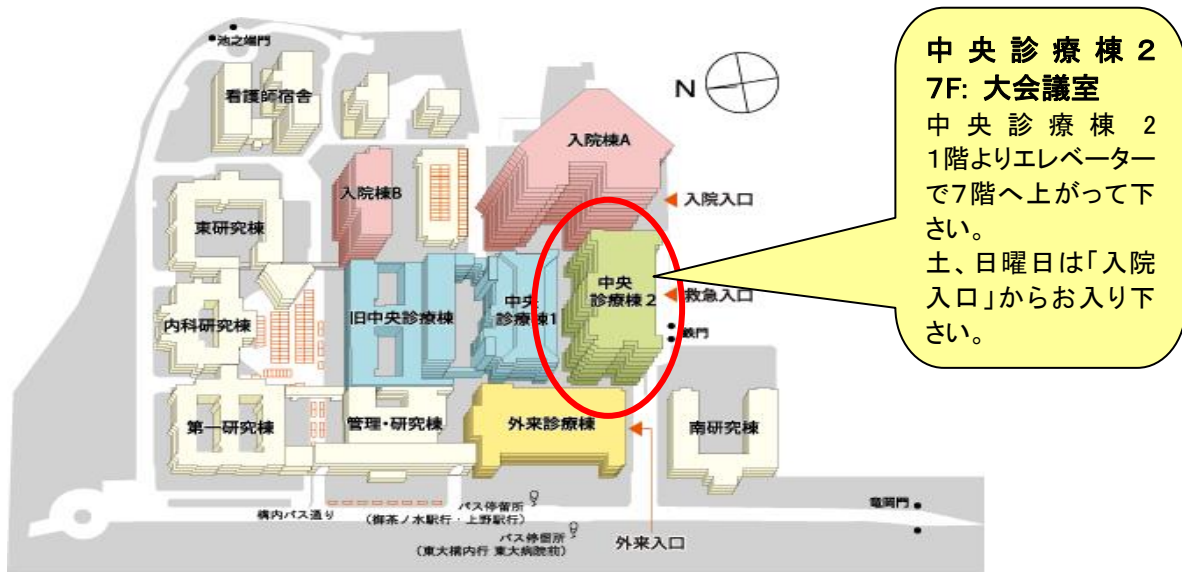 池之端門
看護師宿舎
N
入院棟A
入院棟B
入院入口
東研究棟
中央
診療棟2
救急入口
中央
診療棟1
旧中央診療棟
内科研究棟
鉄門
第一研究棟
管理・研究棟
外来診療棟
南研究棟
構内バス通り
バス停留所
(御茶ノ水駅行・上野駅行)
バス停留所
(東大構内行 東大病院前)
外来入口
竜岡門
中央診療棟2
7F: 大会議室
中央診療棟 2
1階よりエレベーター
で7階へ上がって下
さい。
土、日曜日は「入院
入口」からお入り下
さい。